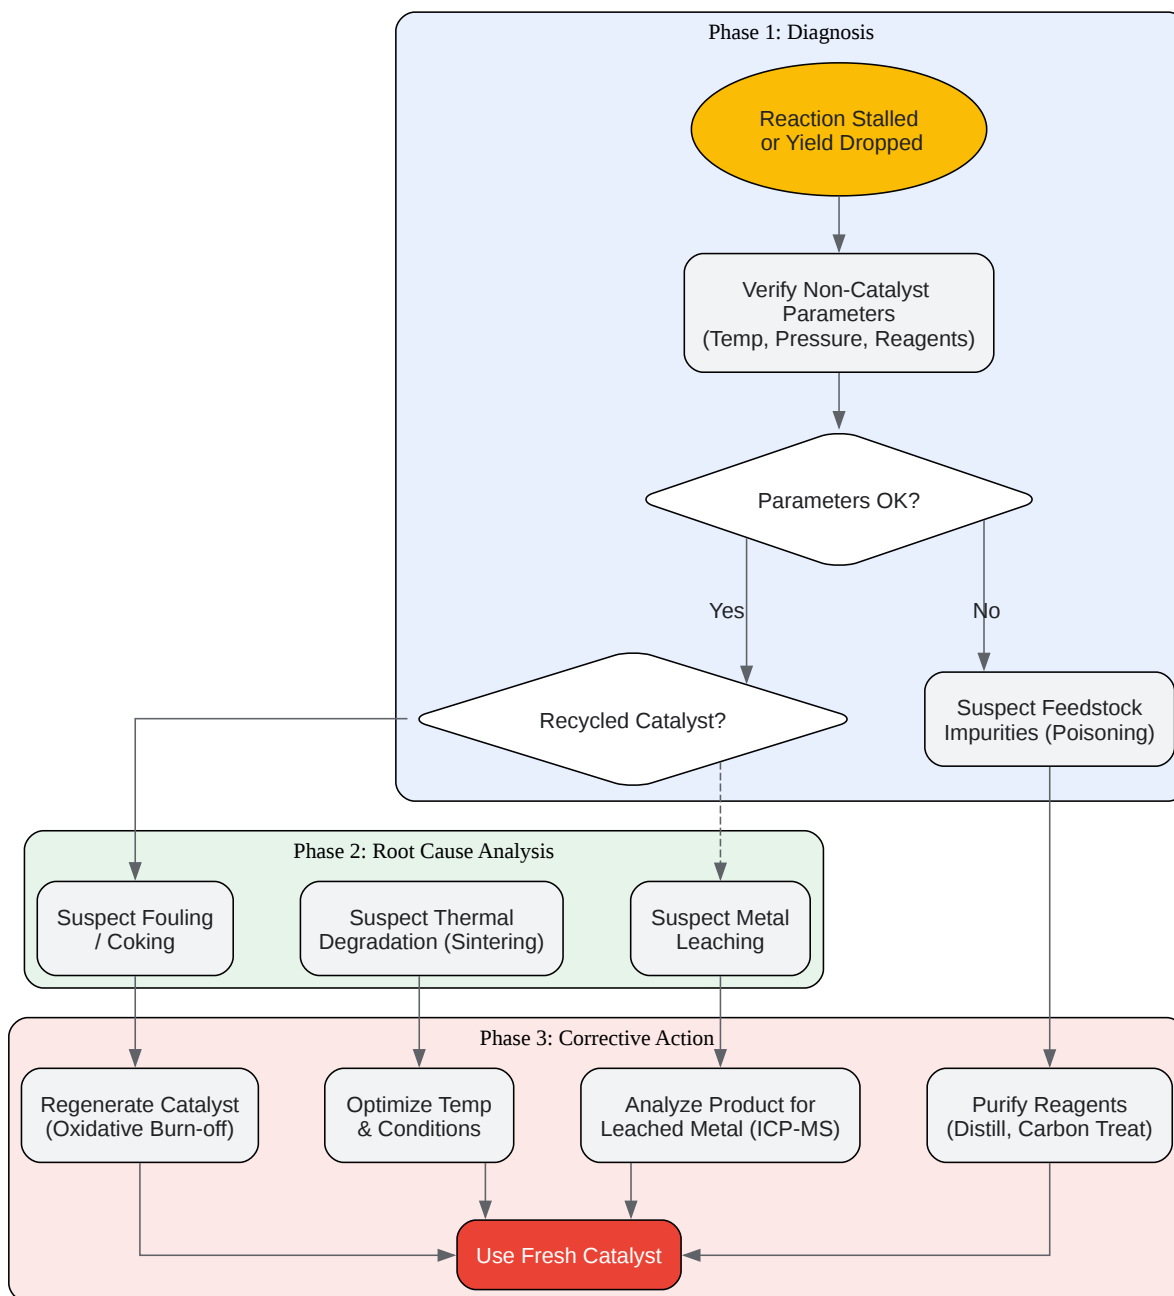 Phase 1: Diagnosis
Reaction Stalled
or Yield Dropped
Verify Non-Catalyst
Parameters
(Temp, Pressure, Reagents)
Parameters OK?
Yes
No
Recycled Catalyst?
Suspect Feedstock
Impurities (Poisoning)
Phase 2: Root Cause Analysis
Suspect Fouling
/ Coking
Suspect Thermal
Degradation (Sintering)
Suspect Metal
Leaching
Phase 3: Corrective Action
Regenerate Catalyst
(Oxidative Burn-off)
Optimize Temp
& Conditions
Analyze Product for
Leached Metal (ICP-MS)
Purify Reagents
(Distill, Carbon Treat)
Use Fresh Catalyst